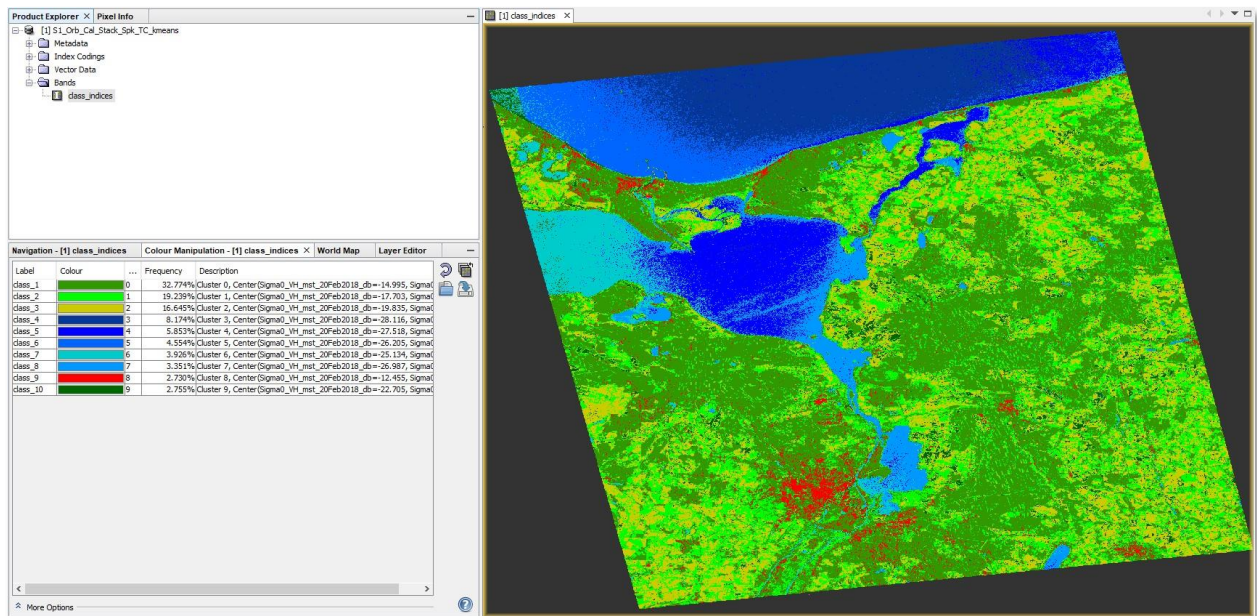 Product Explorer × Pixel Info
[1] S1_Orb_Cal_Stack_Spk_TC_kmeans
Metadata
Index Codings
Vector Data
Bands
class_indices
Navigation - [1] class_indices Colour Manipulation - [1] class_indices × World Map Layer Editor
Label Colour ... Frequency Description
class_1 0 32.774% Cluster 0, Center(Sigma0_VH_mst_20Feb2018_db=-14.995, Sigma0
class_2 1 19.239% Cluster 1, Center(Sigma0_VH_mst_20Feb2018_db=-17.703, Sigma0
class_3 2 16.645% Cluster 2, Center(Sigma0_VH_mst_20Feb2018_db=-19.835, Sigma0
class_4 3 8.174% Cluster 3, Center(Sigma0_VH_mst_20Feb2018_db=-28.116, Sigma0
class_5 4 5.853% Cluster 4, Center(Sigma0_VH_mst_20Feb2018_db=-27.518, Sigma0
class_6 5 4.554% Cluster 5, Center(Sigma0_VH_mst_20Feb2018_db=-26.205, Sigma0
class_7 6 3.926% Cluster 6, Center(Sigma0_VH_mst_20Feb2018_db=-25.134, Sigma0
class_8 7 3.351% Cluster 7, Center(Sigma0_VH_mst_20Feb2018_db=-26.987, Sigma0
class_9 8 2.730% Cluster 8, Center(Sigma0_VH_mst_20Feb2018_db=-12.455, Sigma0
class_10 9 2.755% Cluster 9, Center(Sigma0_VH_mst_20Feb2018_db=-22.705, Sigma0
More Options
[1] class_indices ×